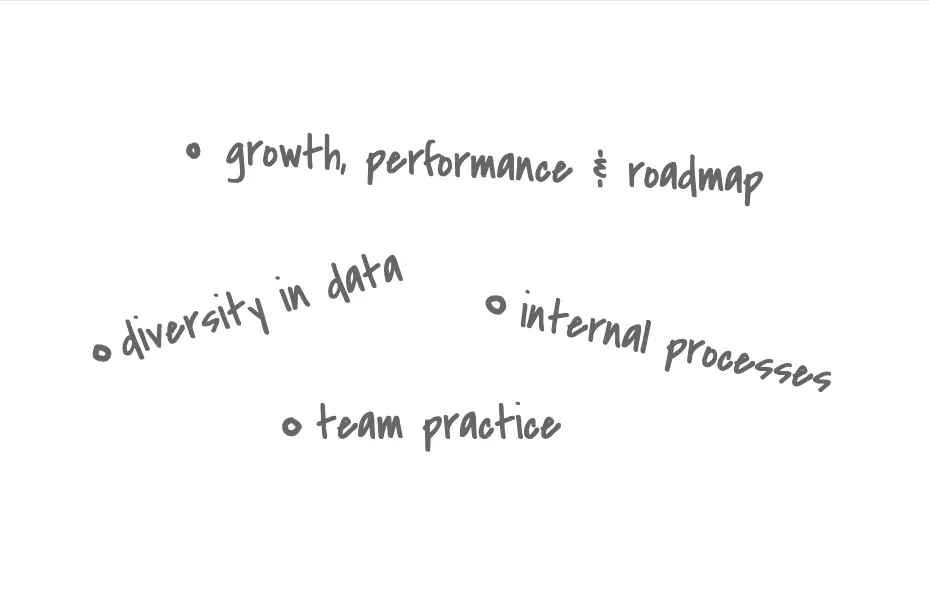 growth, performance & roadmap
diversity in data
internal processes
team practice